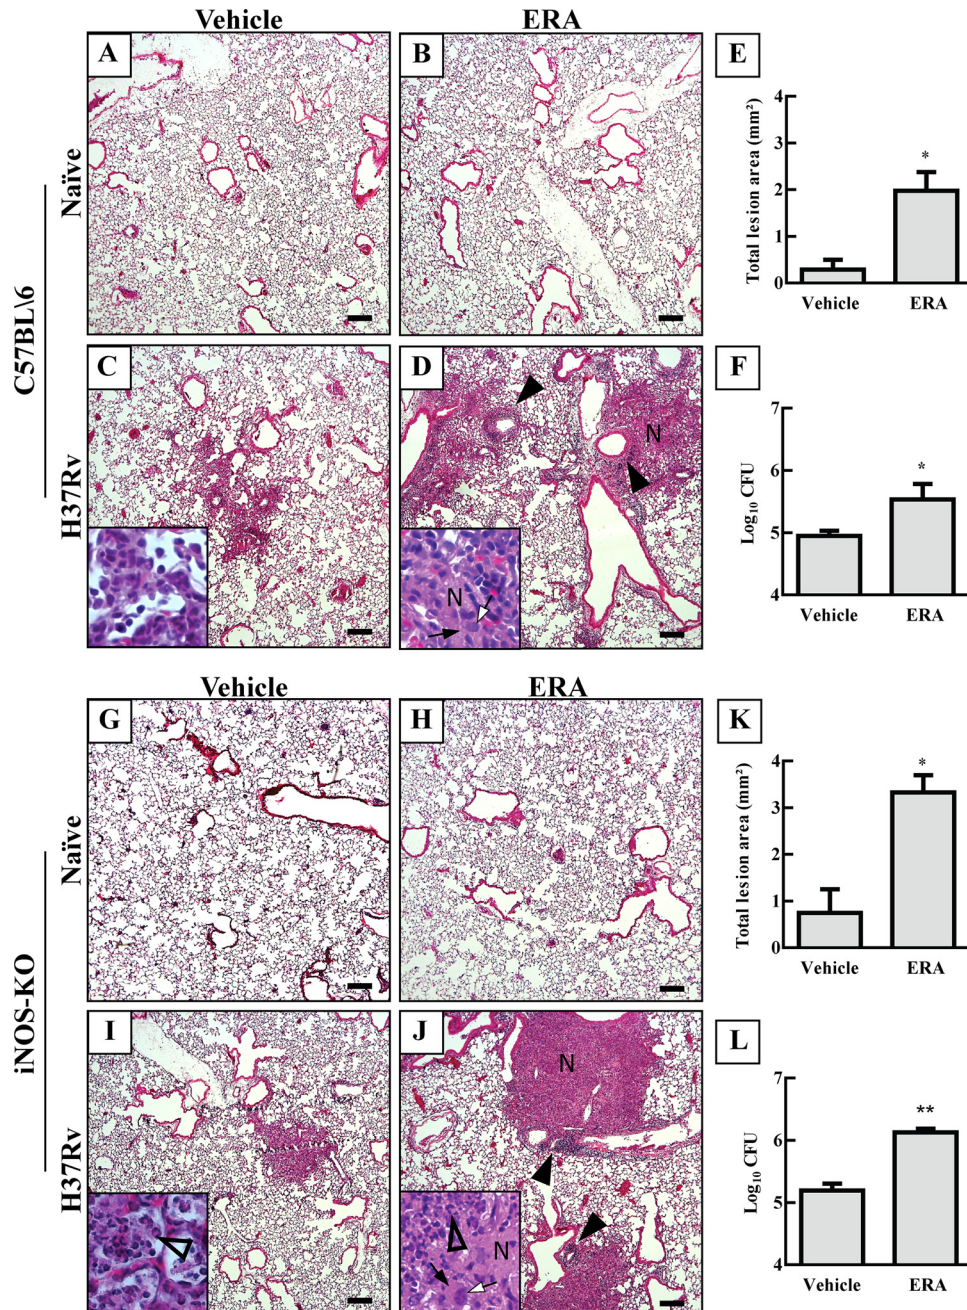 Vehicle
ERA
C57BL\6
Naïve
A
B
E
Total lesion area (mm²)
4
3
2
1
0
*
Vehicle
ERA
H37Rv
C
D
N
N
F
Log₁₀ CFU
7
6
5
4
*
Vehicle
ERA
Vehicle
ERA
iNOS-KO
Naïve
G
H
K
Total lesion area (mm²)
4
3
2
1
0
*
Vehicle
ERA
H37Rv
I
J
N
N
L
Log₁₀ CFU
7
6
5
4
**
Vehicle
ERA